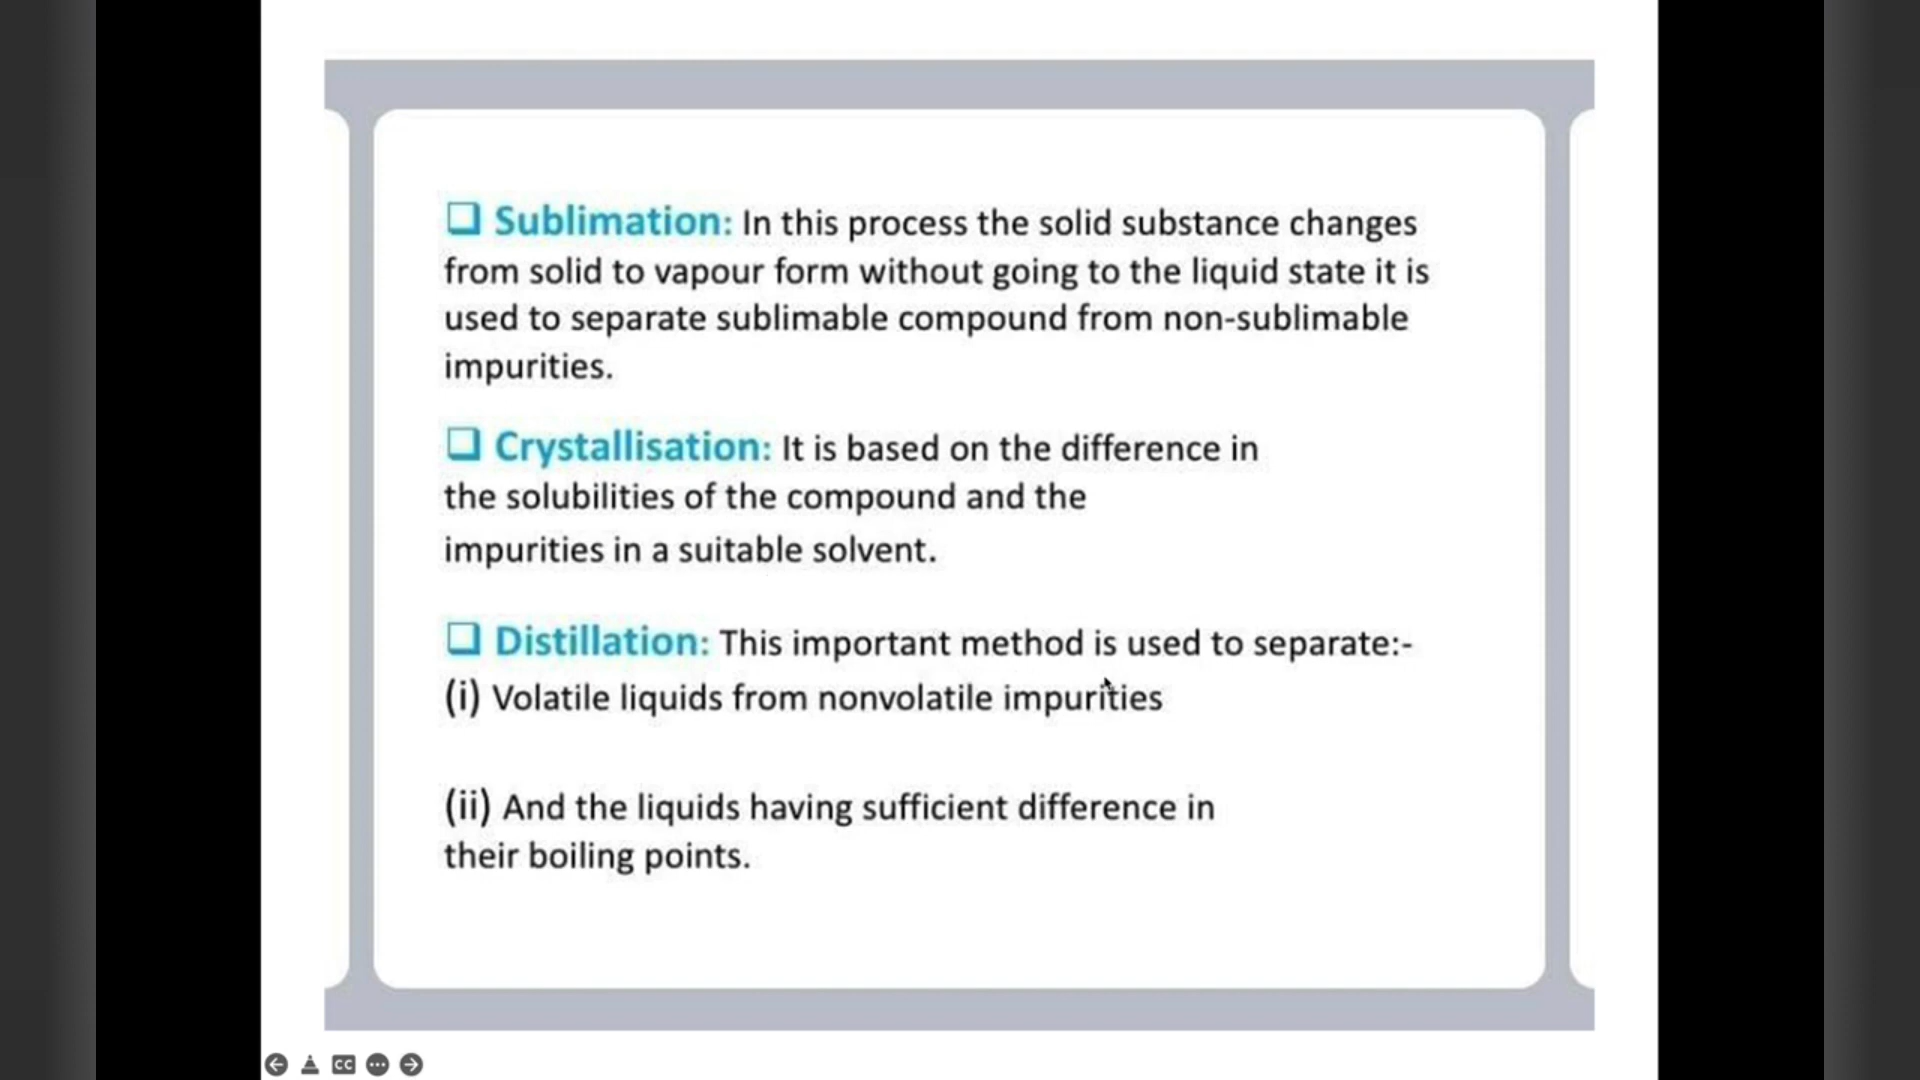 ❑ Sublimation: In this process the solid substance changes
from solid to vapour form without going to the liquid state it is
used to separate sublimable compound from non-sublimable
impurities.
❑ Crystallisation: It is based on the difference in
the solubilities of the compound and the
impurities in a suitable solvent.
❑ Distillation: This important method is used to separate:-
(i) Volatile liquids from nonvolatile impurities
(ii) And the liquids having sufficient difference in
their boiling points.
CC